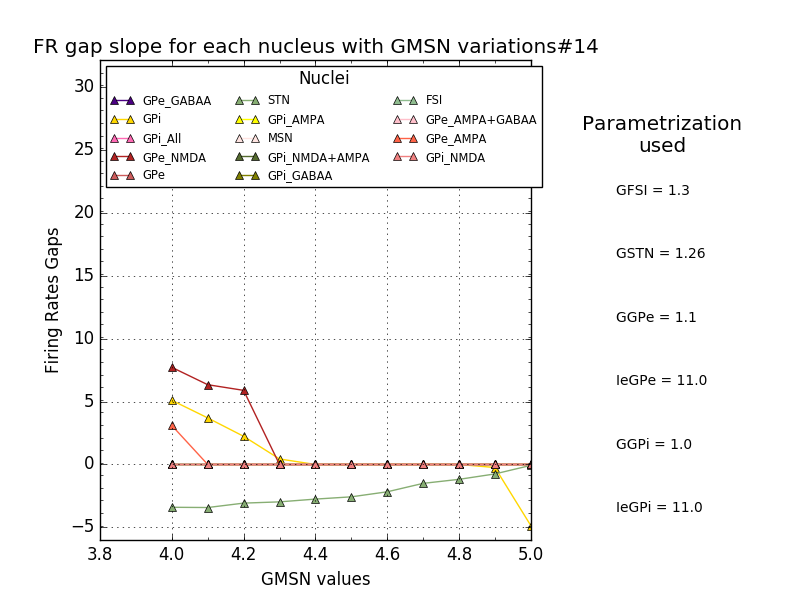 FR gap slope for each nucleus with GMSN variations#14
Nuclei
GPe_GABAA STN FSI
GPi GPi_AMPA GPe_AMPA+GABAA
GPi_All MSN GPe_AMPA
GPe_NMDA GPi_NMDA+AMPA GPi_NMDA
GPe GPi_GABAA
30
25
20
15
10
5
0
−5
Firing Rates Gaps
3.8 4.0 4.2 4.4 4.6 4.8 5.0
GMSN values
Parametrization
used
GFSI = 1.3
GSTN = 1.26
GGPe = 1.1
IeGPe = 11.0
GGPi = 1.0
IeGPi = 11.0